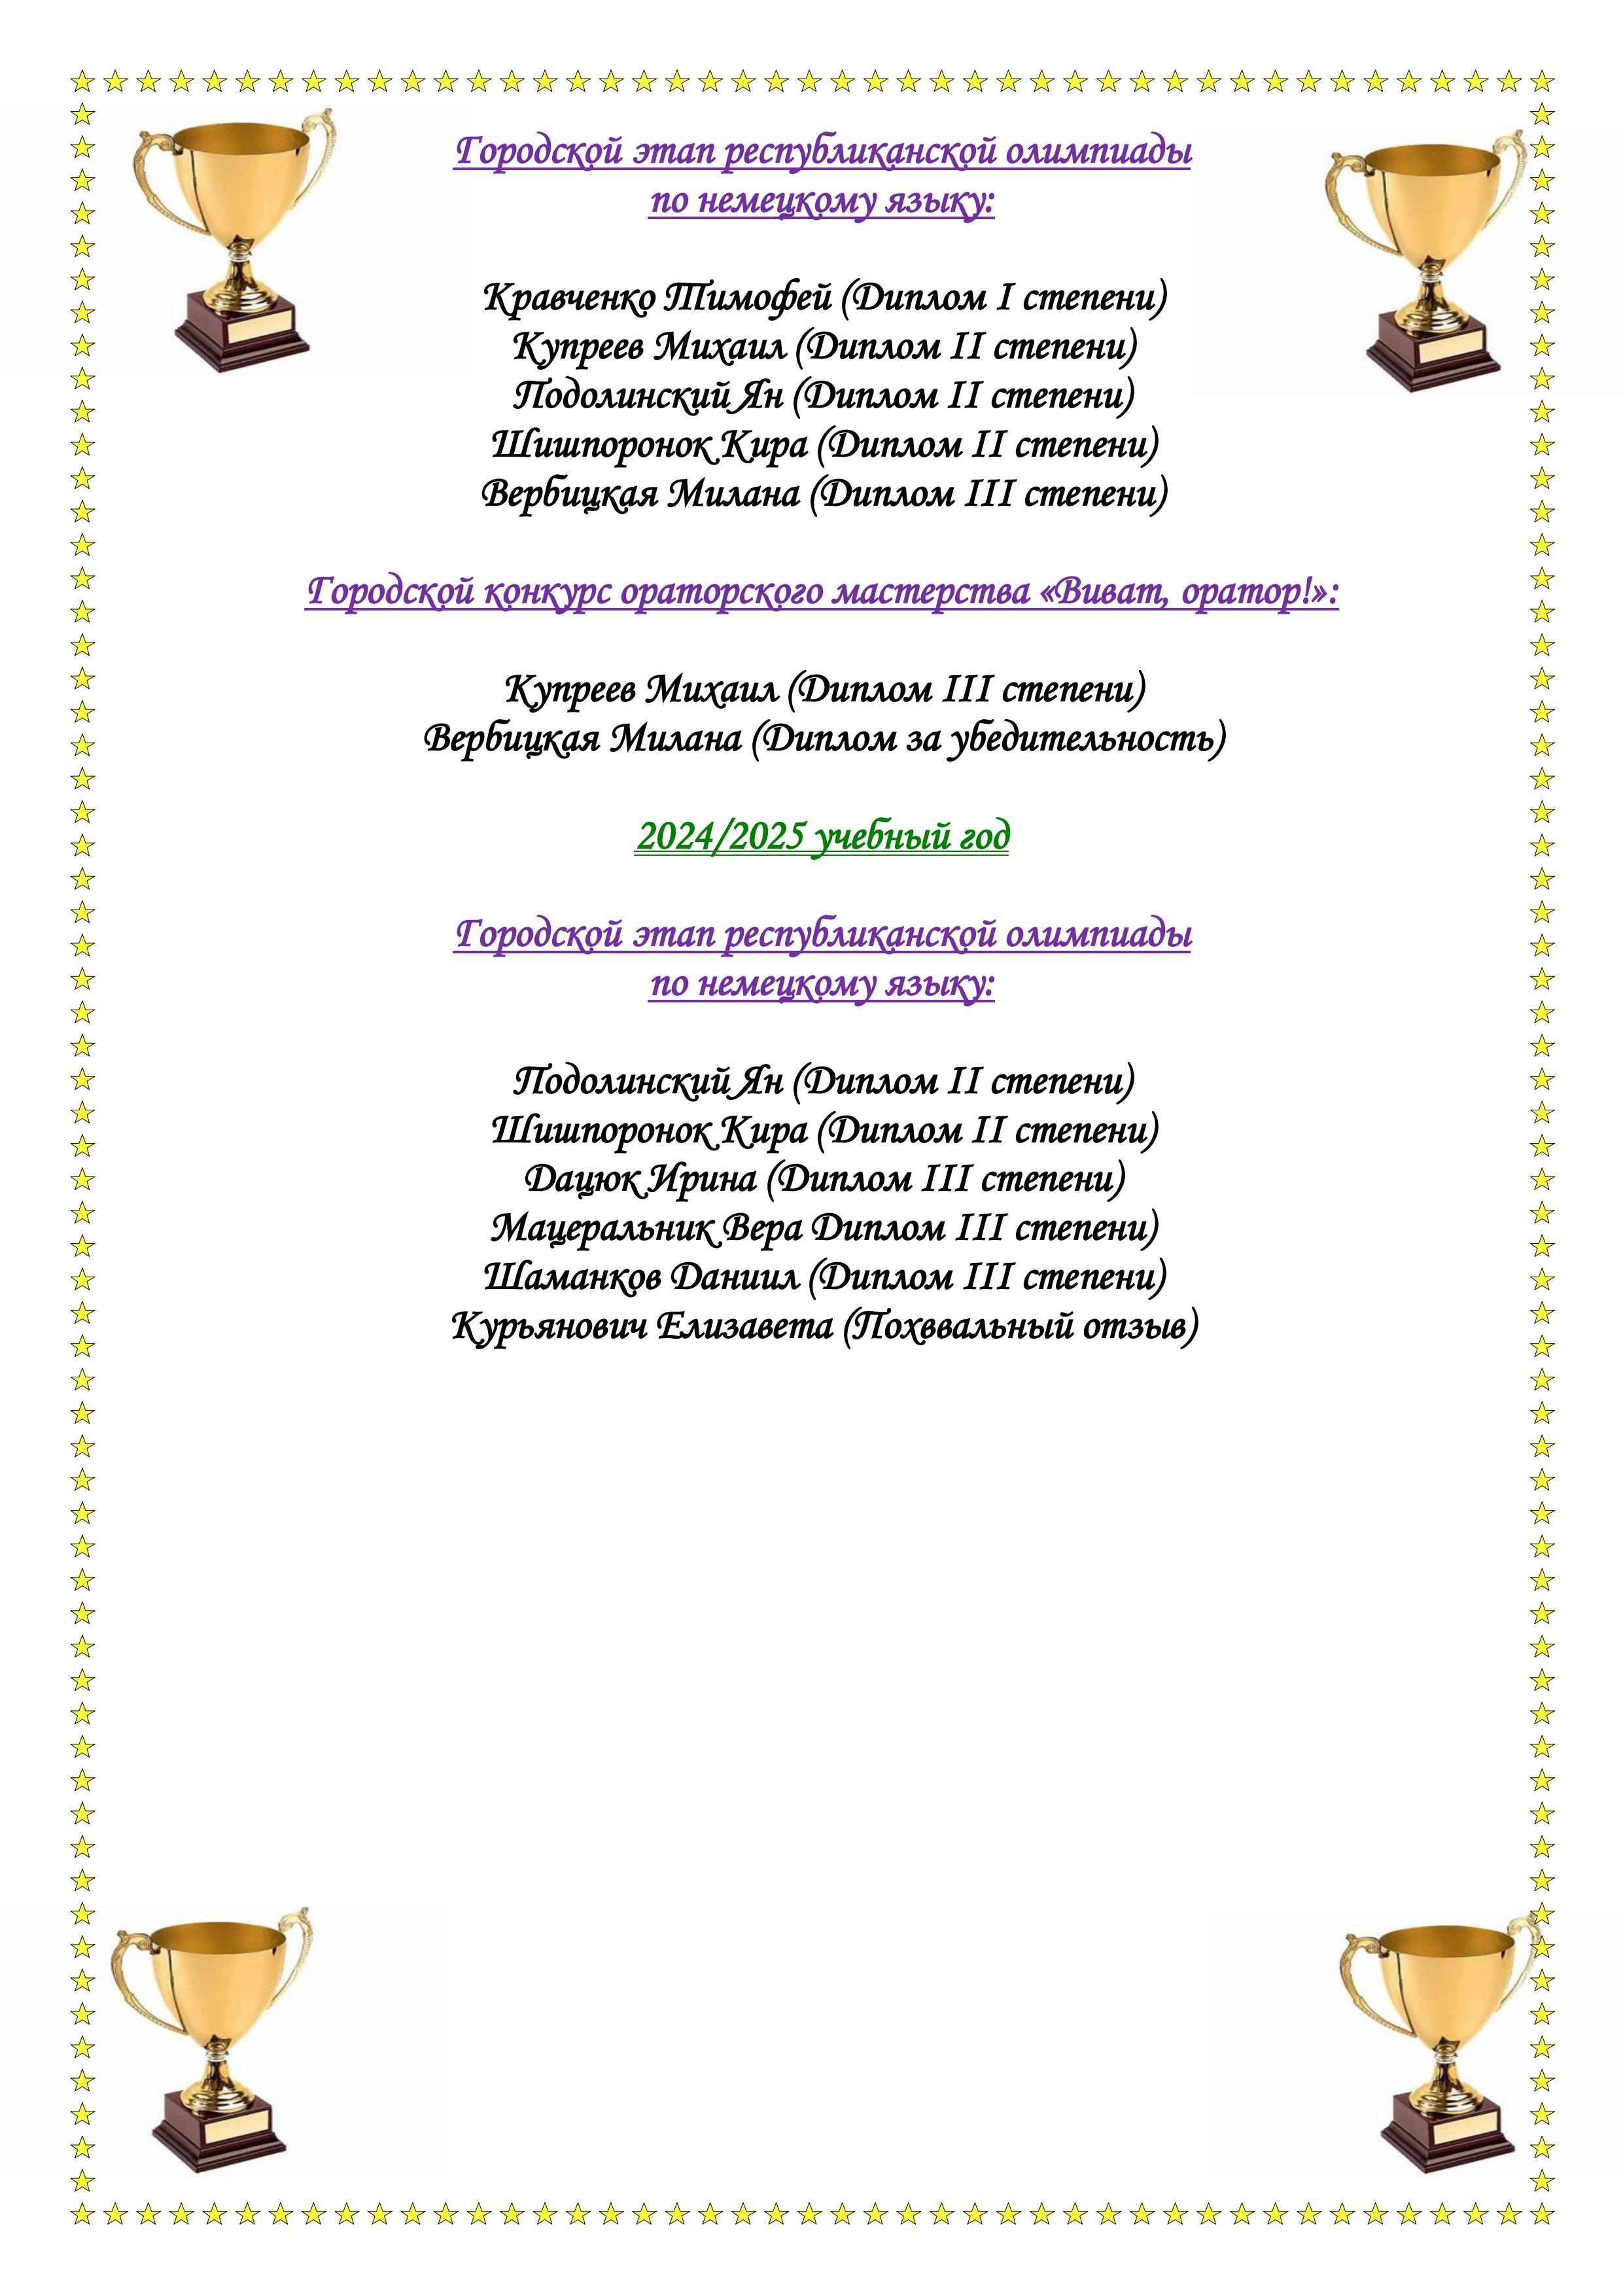 Городской этап республиканской олимпиады
по немецкому языку:
Кравченко Тимофей (Диплом I степени)
Купреев Михаил (Диплом II степени)
Подолинский Ян (Диплом II степени)
Шишпоронок Кира (Диплом II степени)
Вербицкая Милана (Диплом III степени)
Городской конкурс ораторского мастерства «Виват, оратор!»:
Купреев Михаил (Диплом III степени)
Вербицкая Милана (Диплом за убедительность)
2024/2025 учебный год
Городской этап республиканской олимпиады
по немецкому языку:
Подолинский Ян (Диплом II степени)
Шишпоронок Кира (Диплом II степени)
Дацюк Ирина (Диплом III степени)
Мацеральник Вера Диплом III степени)
Шаманков Даниил (Диплом III степени)
Курьянович Елизавета (Похввальный отзыв)